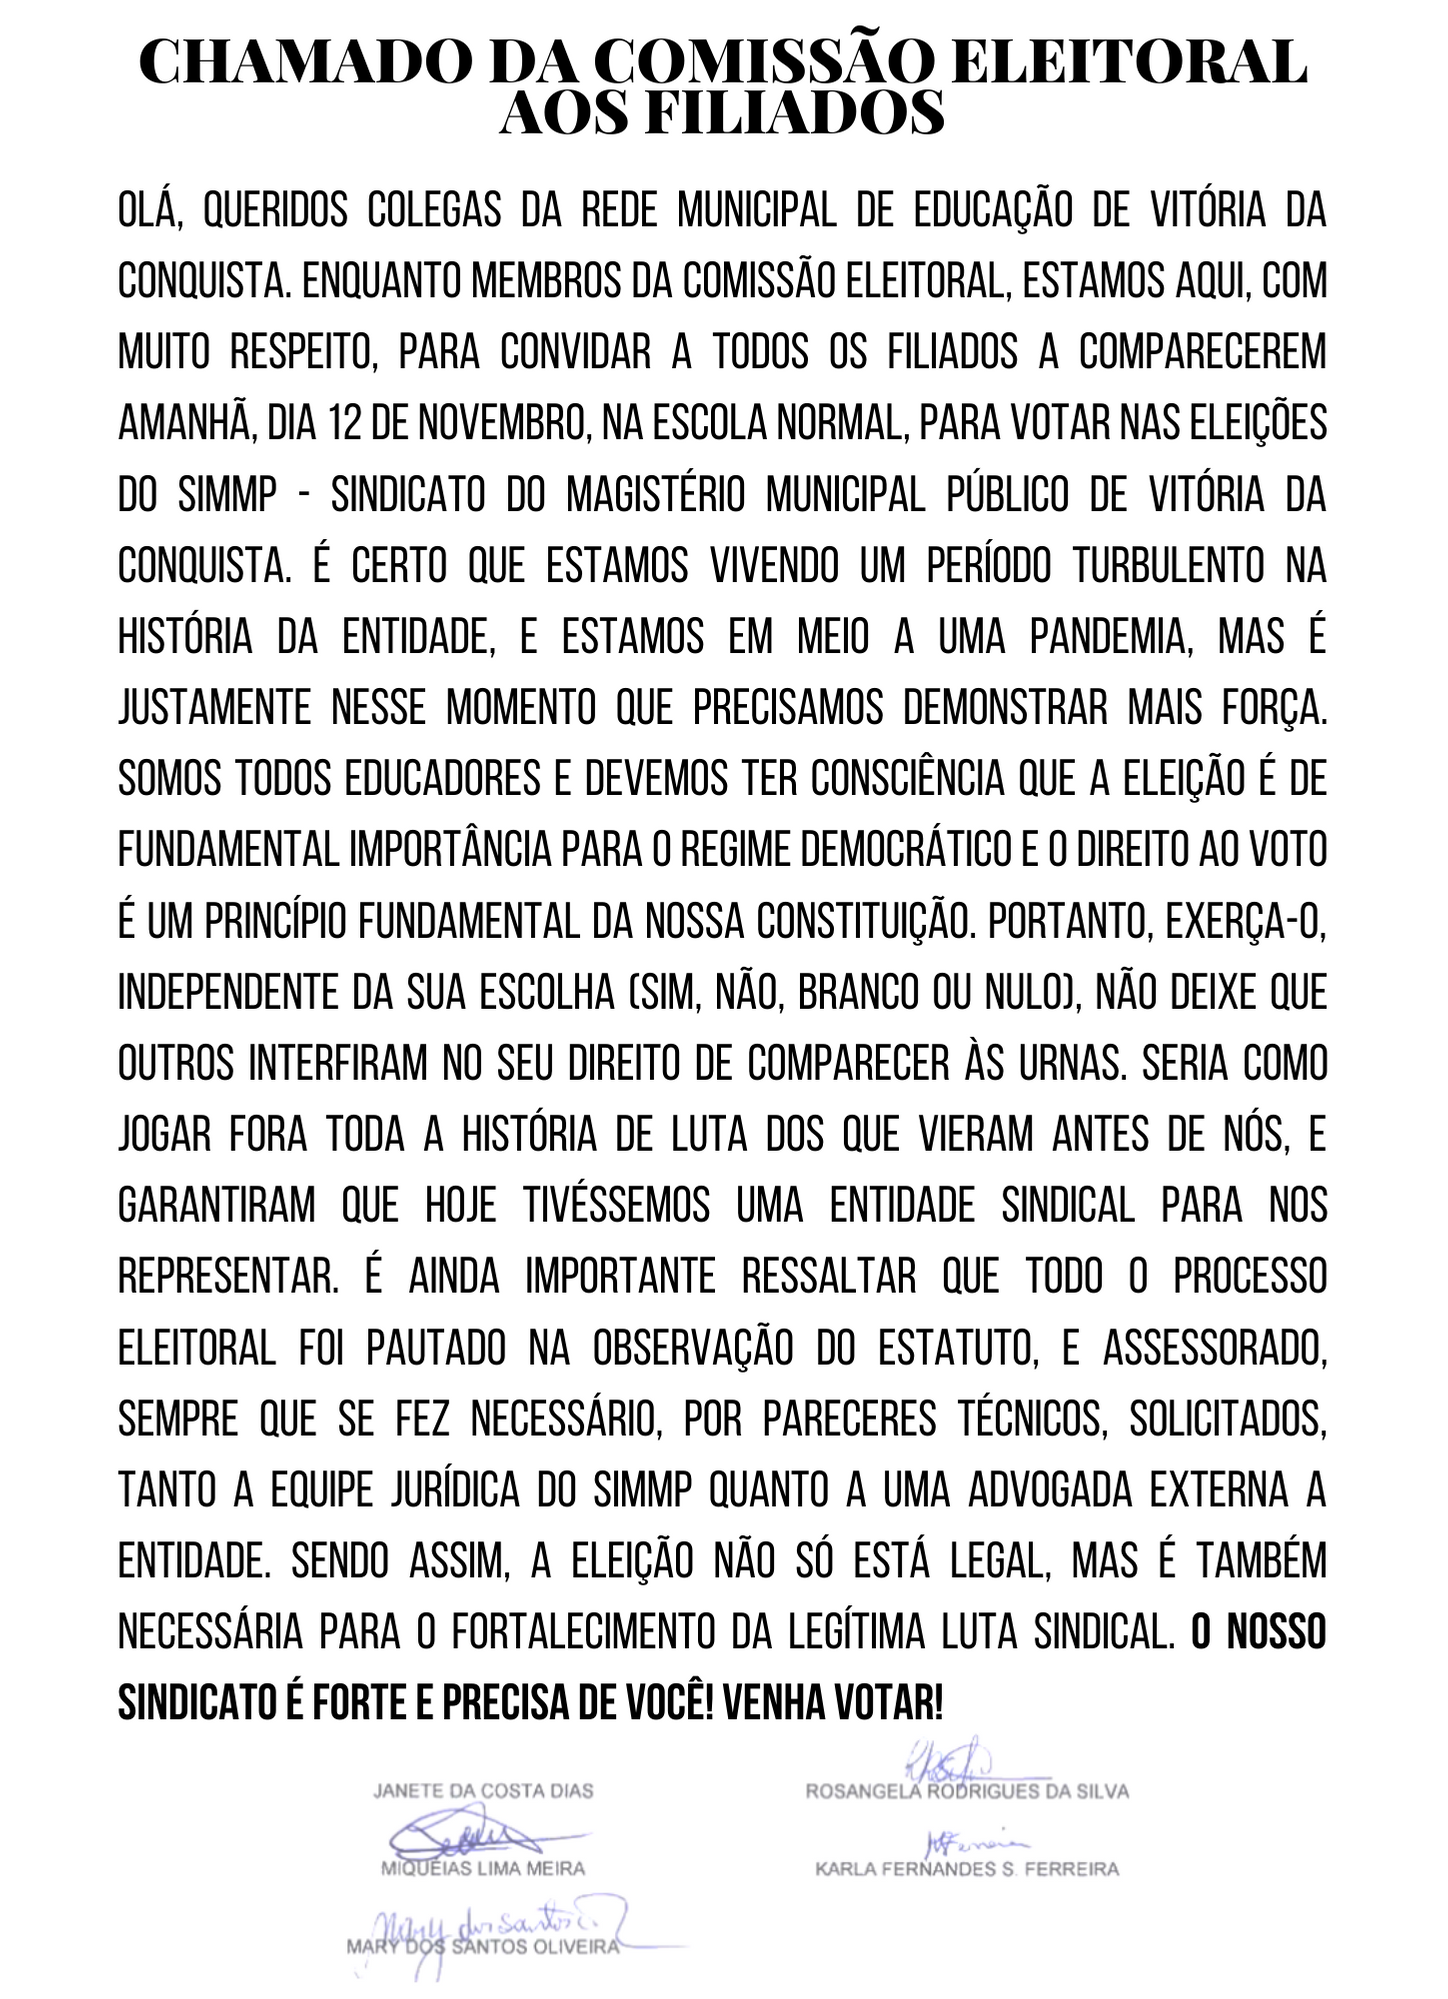 CHAMADO DA COMISSÃO ELEITORAL
AOS FILIADOS
OLÁ, QUERIDOS COLEGAS DA REDE MUNICIPAL DE EDUCAÇÃO DE VITÓRIA DA
CONQUISTA. ENQUANTO MEMBROS DA COMISSÃO ELEITORAL, ESTAMOS AQUI, COM
MUITO RESPEITO, PARA CONVIDAR A TODOS OS FILIADOS A COMPARECEREM
AMANHÃ, DIA 12 DE NOVEMBRO, NA ESCOLA NORMAL, PARA VOTAR NAS ELEIÇÕES
DO SIMMP - SINDICATO DO MAGISTÉRIO MUNICIPAL PÚBLICO DE VITÓRIA DA
CONQUISTA. É CERTO QUE ESTAMOS VIVENDO UM PERÍODO TURBULENTO NA
HISTÓRIA DA ENTIDADE, E ESTAMOS EM MEIO A UMA PANDEMIA, MAS É
JUSTAMENTE NESSE MOMENTO QUE PRECISAMOS DEMONSTRAR MAIS FORÇA.
SOMOS TODOS EDUCADORES E DEVEMOS TER CONSCIÊNCIA QUE A ELEIÇÃO É DE
FUNDAMENTAL IMPORTÂNCIA PARA O REGIME DEMOCRÁTICO E O DIREITO AO VOTO
É UM PRINCÍPIO FUNDAMENTAL DA NOSSA CONSTITUIÇÃO. PORTANTO, EXERÇA-O,
INDEPENDENTE DA SUA ESCOLHA (SIM, NÃO, BRANCO OU NULO), NÃO DEIXE QUE
OUTROS INTERFIRAM NO SEU DIREITO DE COMPARECER ÀS URNAS. SERIA COMO
JOGAR FORA TODA A HISTÓRIA DE LUTA DOS QUE VIERAM ANTES DE NÓS, E
GARANTIRAM QUE HOJE TIVÉSSEMOS UMA ENTIDADE SINDICAL PARA NOS
REPRESENTAR. É AINDA IMPORTANTE RESSALTAR QUE TODO O PROCESSO
ELEITORAL FOI PAUTADO NA OBSERVAÇÃO DO ESTATUTO, E ASSESSORADO,
SEMPRE QUE SE FEZ NECESSÁRIO, POR PARECERES TÉCNICOS, SOLICITADOS,
TANTO A EQUIPE JURÍDICA DO SIMMP QUANTO A UMA ADVOGADA EXTERNA A
ENTIDADE. SENDO ASSIM, A ELEIÇÃO NÃO SÓ ESTÁ LEGAL, MAS É TAMBÉM
NECESSÁRIA PARA O FORTALECIMENTO DA LEGÍTIMA LUTA SINDICAL. O NOSSO
SINDICATO É FORTE E PRECISA DE VOCÊ! VENHA VOTAR!
JANETE DA COSTA DIAS
ROSANGELA RODRIGUES DA SILVA
MIQUEIAS LIMA MEIRA
KARLA FERNANDES S. FERREIRA
Mary dos Santos
MARY DOS SANTOS OLIVEIRA